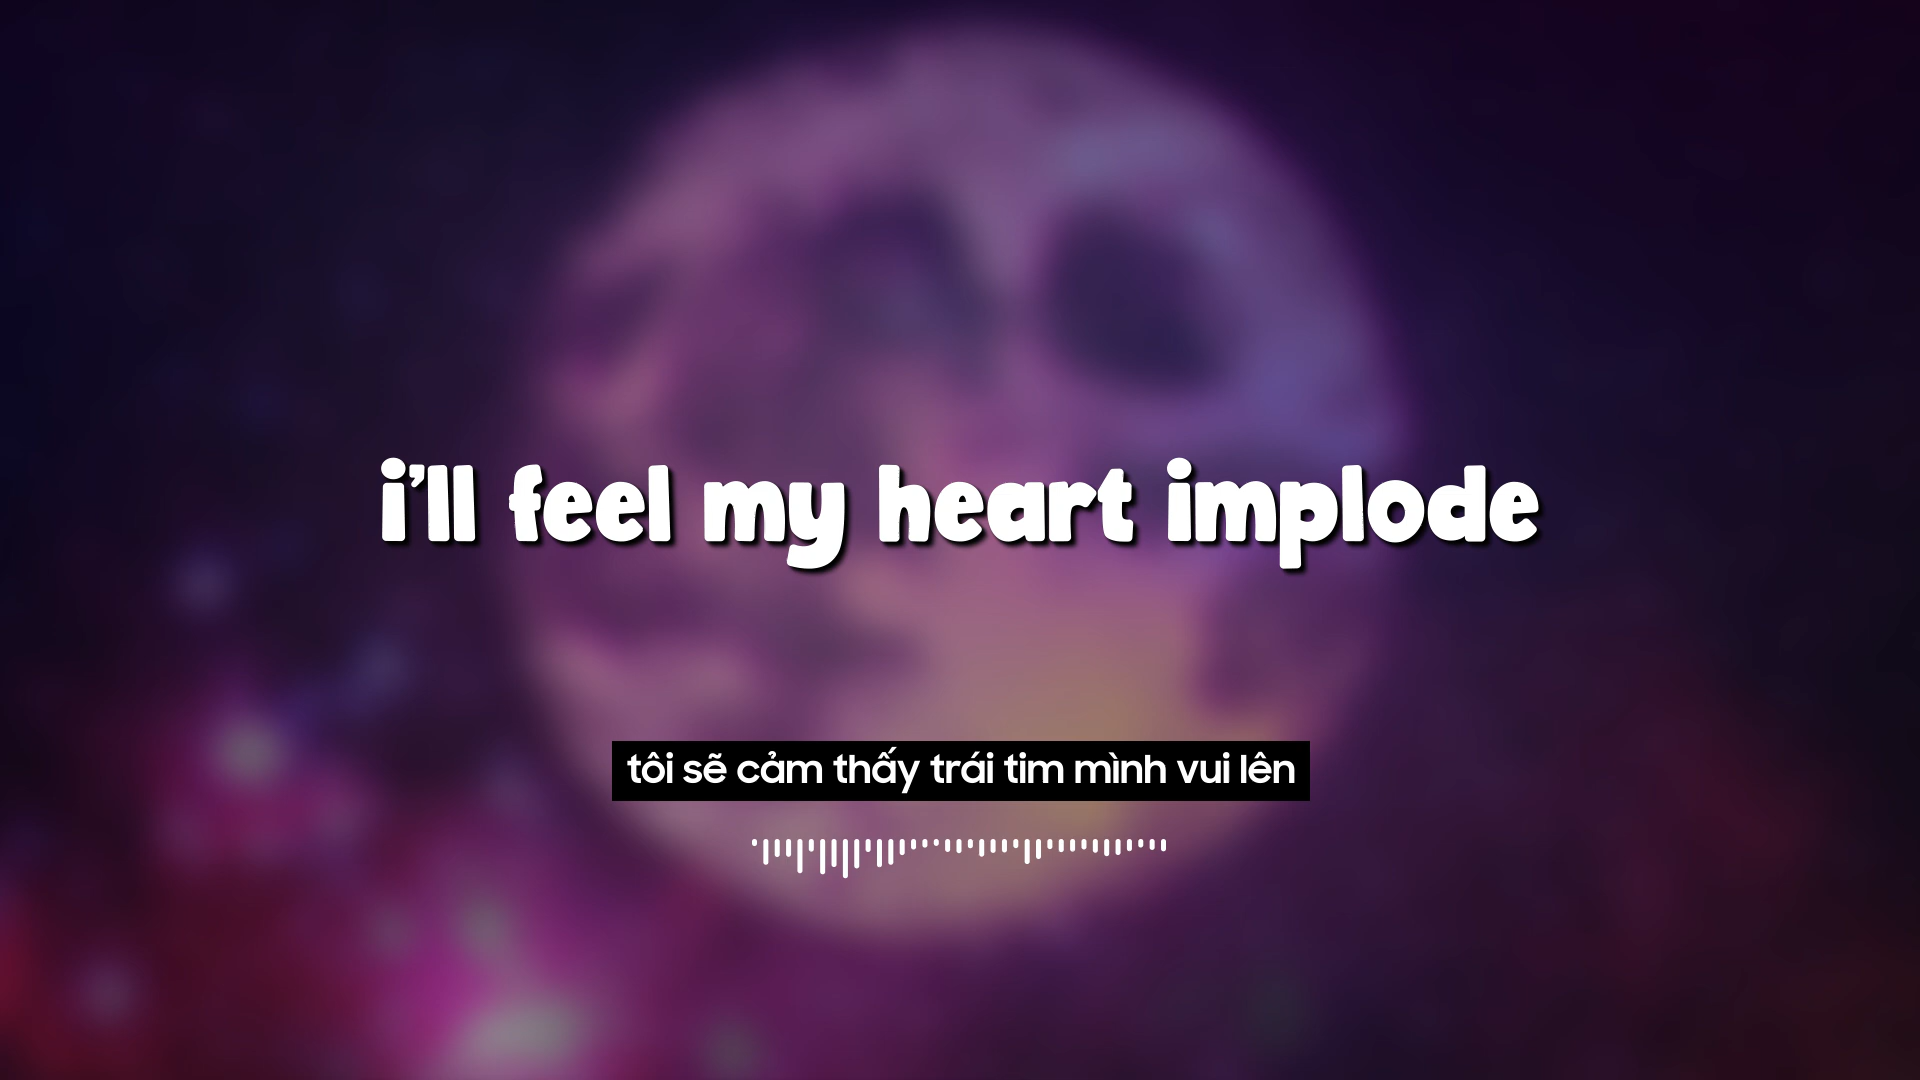 i'll feel my heart implode
tôi sẽ cảm thấy trái tim mình vui lên